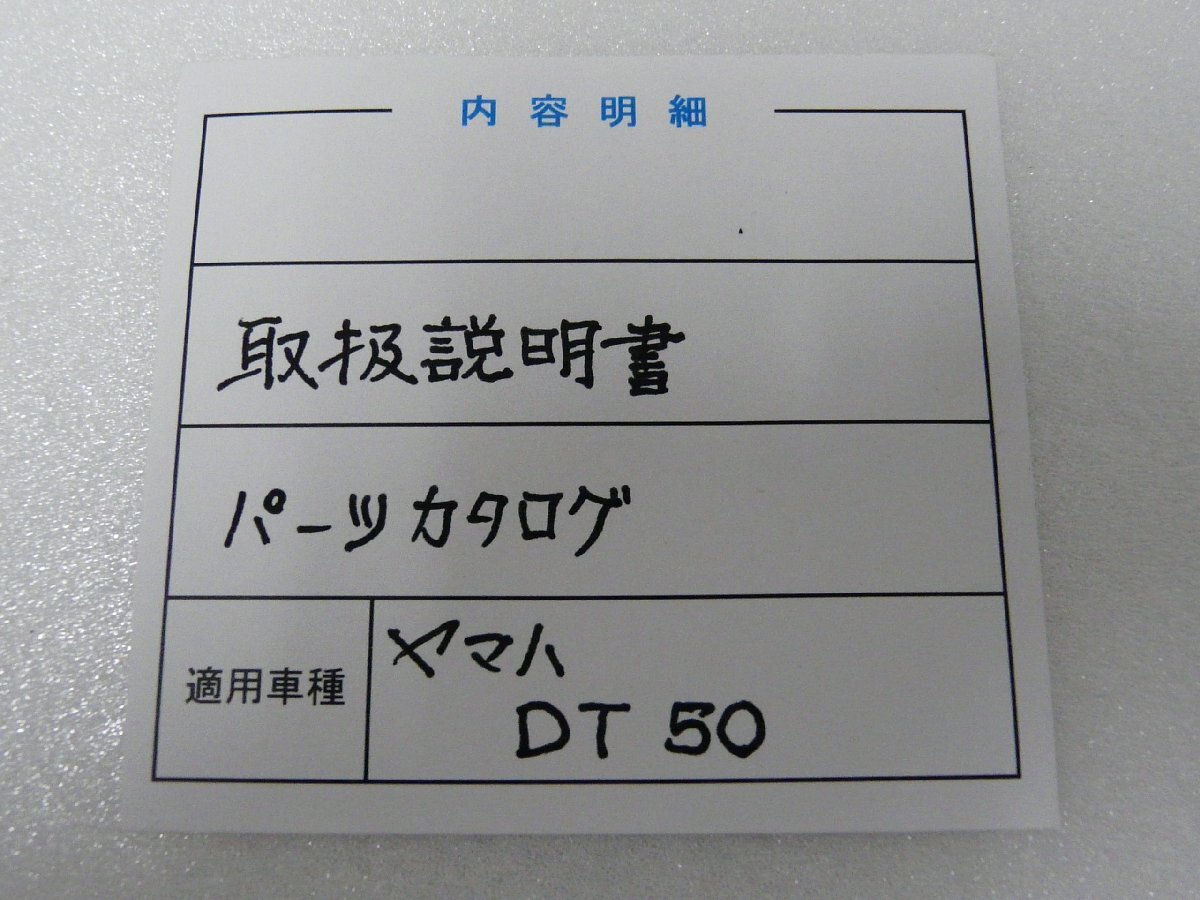 内容明細
取扱説明書
パーツカタログ
適用車種
ヤマハ
DT 50